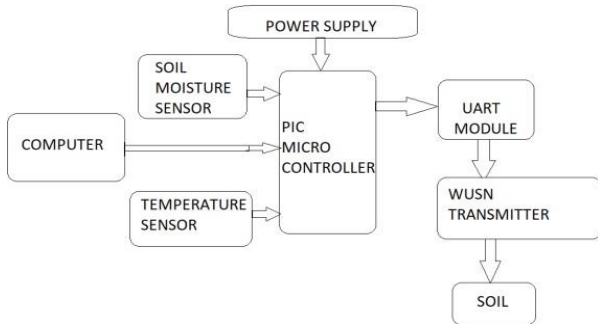 POWER SUPPLY
SOIL
MOISTURE
SENSOR
COMPUTER
TEMPERATURE
SENSOR
PIC
MICRO
CONTROLLER
UART
MODULE
WUSN
TRANSMITTER
SOIL